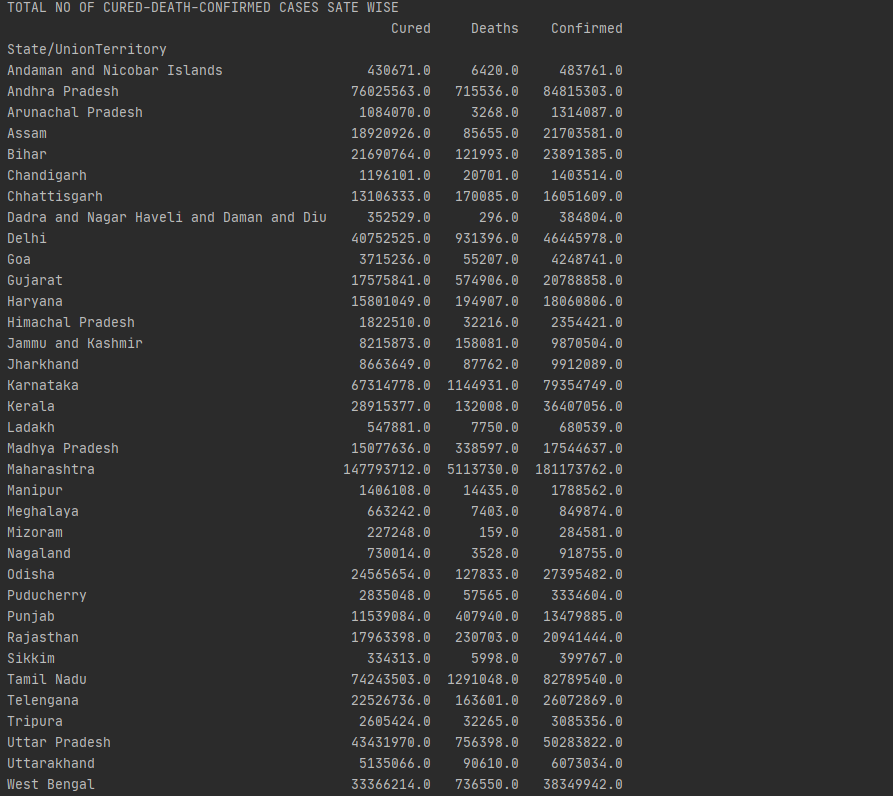 TOTAL NO OF CURED-DEATH-CONFIRMED CASES SATE WISE
Cured Deaths Confirmed
State/UnionTerritory
Andaman and Nicobar Islands 430671.0 6420.0 483761.0
Andhra Pradesh 76025563.0 715536.0 84815303.0
Arunachal Pradesh 1084070.0 3268.0 1314087.0
Assam 18920926.0 85655.0 21703581.0
Bihar 21690764.0 121993.0 23891385.0
Chandigarh 1196101.0 20701.0 1403514.0
Chhattisgarh 13106333.0 170085.0 16051609.0
Dadra and Nagar Haveli and Daman and Diu 352529.0 296.0 384804.0
Delhi 40752525.0 931396.0 46445978.0
Goa 3715236.0 55207.0 4248741.0
Gujarat 17575841.0 574906.0 20788858.0
Haryana 15801049.0 194907.0 18060806.0
Himachal Pradesh 1822510.0 32216.0 2354421.0
Jammu and Kashmir 8215873.0 158081.0 9870504.0
Jharkhand 8663649.0 87762.0 9912089.0
Karnataka 67314778.0 1144931.0 79354749.0
Kerala 28915377.0 132008.0 36407056.0
Ladakh 547881.0 7750.0 680539.0
Madhya Pradesh 15077636.0 338597.0 17544637.0
Maharashtra 147793712.0 5113730.0 181173762.0
Manipur 1406108.0 14435.0 1788562.0
Meghalaya 663242.0 7403.0 849874.0
Mizoram 227248.0 159.0 284581.0
Nagaland 730014.0 3528.0 918755.0
Odisha 24565654.0 127833.0 27395482.0
Puducherry 2835048.0 57565.0 3334604.0
Punjab 11539084.0 407940.0 13479885.0
Rajasthan 17963398.0 230703.0 20941444.0
Sikkim 334313.0 5998.0 399767.0
Tamil Nadu 74243503.0 1291048.0 82789540.0
Telengana 22526736.0 163601.0 26072869.0
Tripura 2605424.0 32265.0 3085356.0
Uttar Pradesh 43431970.0 756398.0 50283822.0
Uttarakhand 5135066.0 90610.0 6073034.0
West Bengal 33366214.0 736550.0 38349942.0